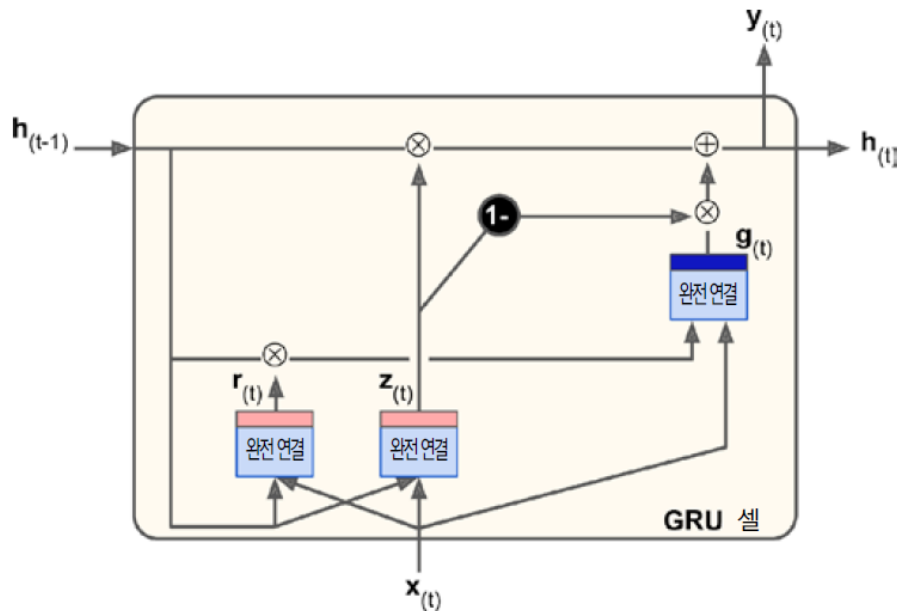 y(t)
h(t-1)
h(t)
1-
g(t)
완전 연결
r(t)
z(t)
완전 연결
완전 연결
GRU 셀
x(t)